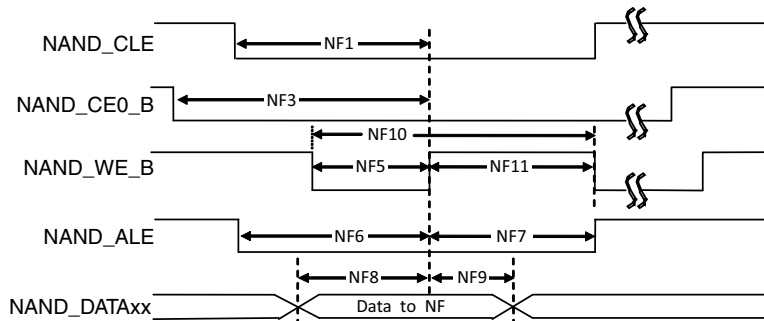 NAND_CLE
NF1
NAND_CE0_B
NF3
NF10
NAND_WE_B
NF5
NF11
NAND_ALE
NF6
NF7
NF8
NF9
NAND_DATAxx
Data to NF